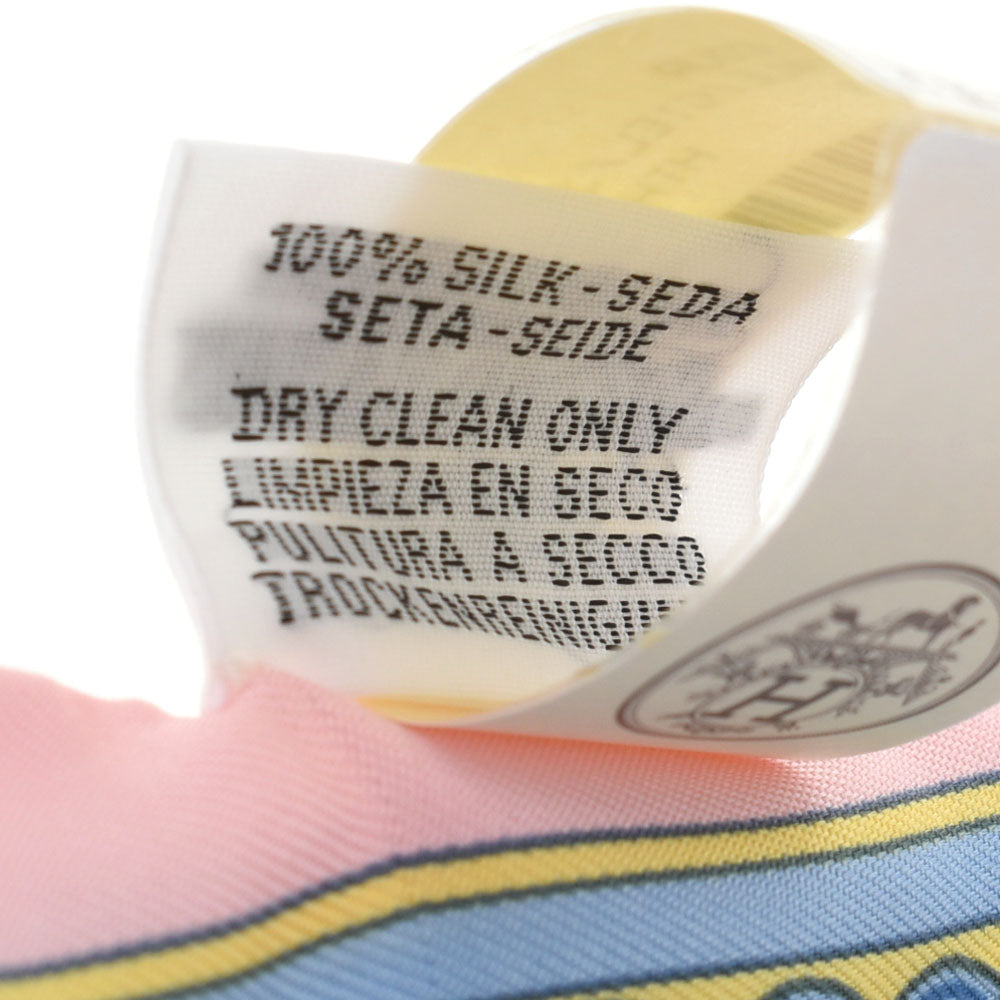 100% SILK - SEDA
SETA - SEIDE
DRY CLEAN ONLY
LIMPIEZA EN SECO
PULITURA A SECCO
H